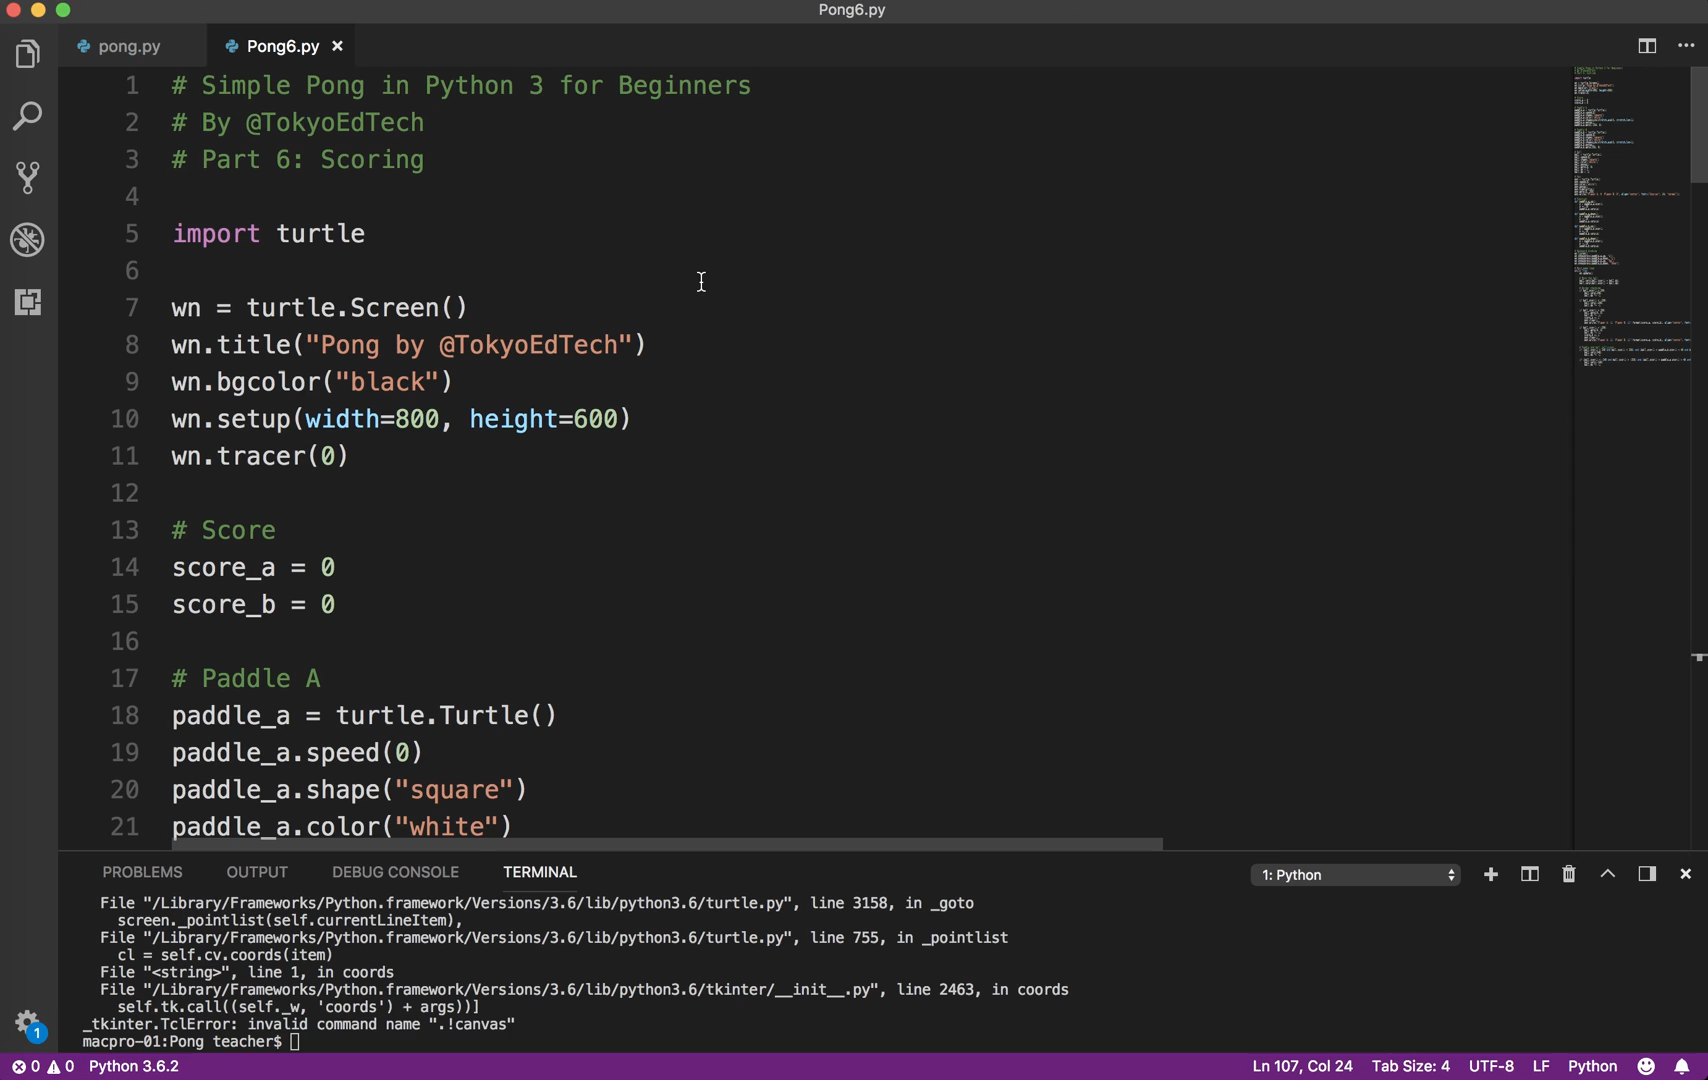 Pong6.py
pong.py
Pong6.py
1 # Simple Pong in Python 3 for Beginners
2 # By @TokyoEdTech
3 # Part 6: Scoring
4
5 import turtle
6
7 wn = turtle.Screen()
8 wn.title("Pong by @TokyoEdTech")
9 wn.bgcolor("black")
10 wn.setup(width=800, height=600)
11 wn.tracer(0)
12
13 # Score
14 score_a = 0
15 score_b = 0
16
17 # Paddle A
18 paddle_a = turtle.Turtle()
19 paddle_a.speed(0)
20 paddle_a.shape("square")
21 paddle_a.color("white")
PROBLEMS OUTPUT DEBUG CONSOLE TERMINAL 1: Python
File "/Library/Frameworks/Python.framework/Versions/3.6/lib/python3.6/turtle.py", line 3158, in _goto
screen._pointlist(self.currentLineItem),
File "/Library/Frameworks/Python.framework/Versions/3.6/lib/python3.6/turtle.py", line 755, in _pointlist
cl = self.cv.coords(item)
File "<string>", line 1, in coords
File "/Library/Frameworks/Python.framework/Versions/3.6/lib/python3.6/tkinter/__init__.py", line 2463, in coords
self.tk.call((self._w, 'coords') + args))]
_tkinter.TclError: invalid command name ".!canvas"
macpro-01:Pong teacher$
1
0 0 Python 3.6.2 Ln 107, Col 24 Tab Size: 4 UTF-8 LF Python